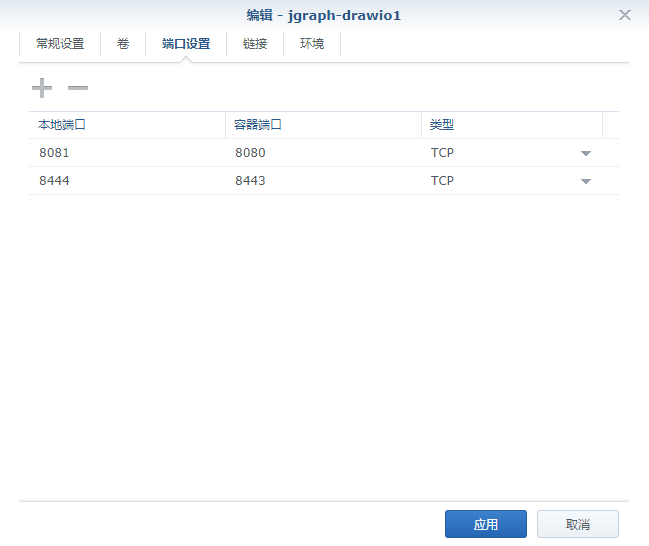 编辑 - jgraph-drawio1
常规设置 卷 端口设置 链接 环境
本地端口 容器端口 类型
8081 8080 TCP
8444 8443 TCP
应用 取消